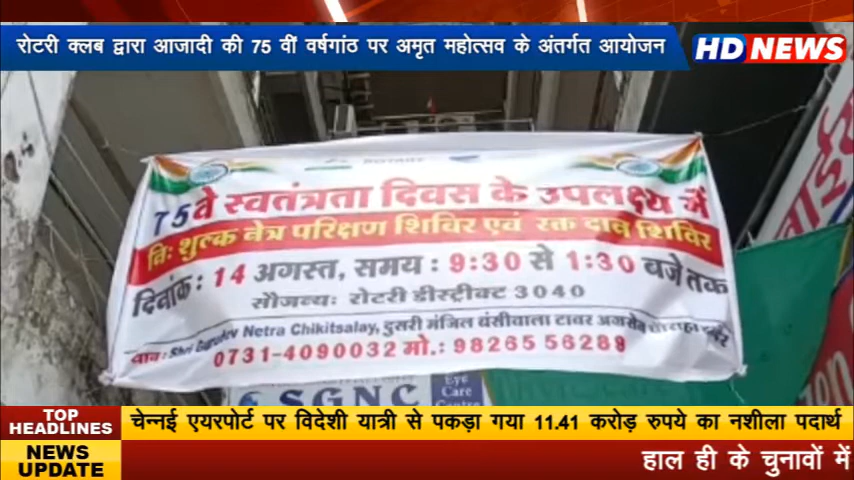 रोटरी क्लब द्वारा आजादी की 75 वीं वर्षगांठ पर अमृत महोत्सव के अंतर्गत आयोजन
HD NEWS
ROTARY
75वे स्वतंत्रता दिवस के उपलक्ष्य में
निः शुल्क नेत्र परिक्षण शिविर एवं रक्त दान शिविर
दिनांक : 14 अगस्त, समय : 9:30 से 1:30 बजे तक
सौजन्य: रोटरी डीस्ट्रीक्ट 3040
Shri Gurudev Netra Chikitsalay, दुसरी मंजिल बंसीवाला टावर
0731-4090032 मो.: 98265 56289
SGNC
Eye
Care
Centre
TOP
HEADLINES
चेन्नई एयरपोर्ट पर विदेशी यात्री से पकड़ा गया 11.41 करोड़ रुपये का नशीला पदार्थ
NEWS
UPDATE
हाल ही के चुनावों में